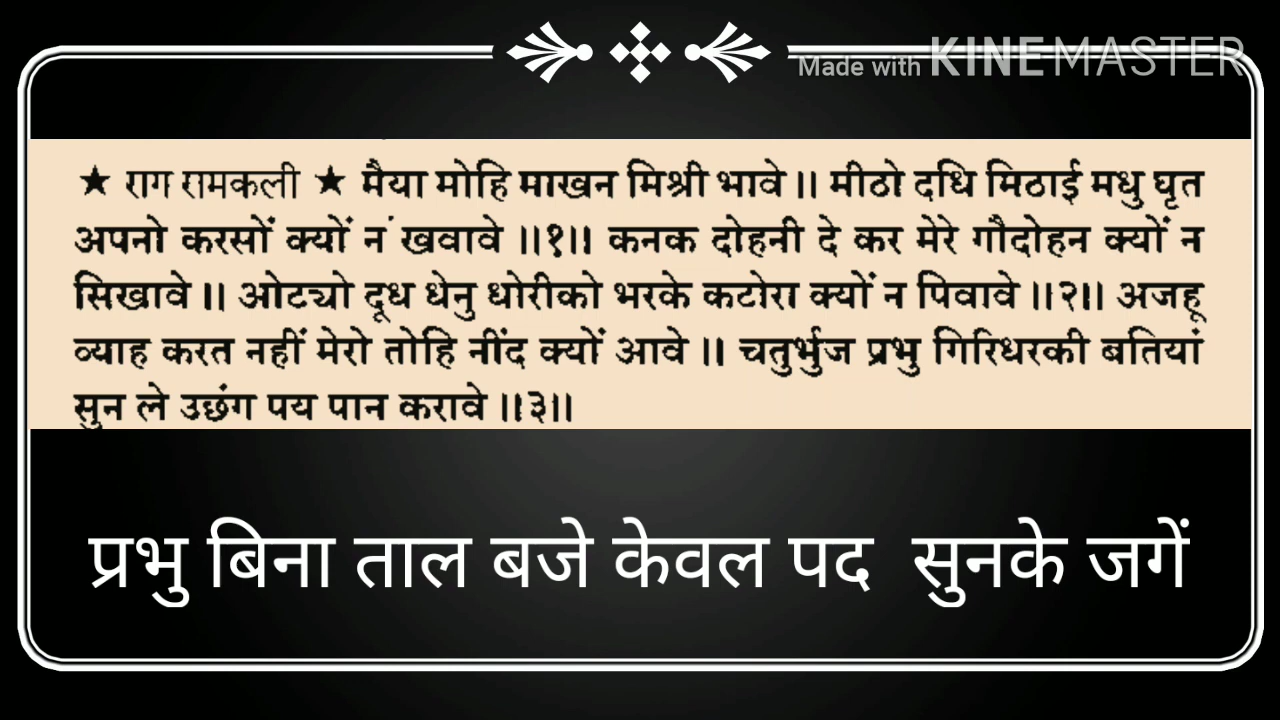 Made with KINEMASTER
★ राग रामकली ★ मैया मोहि माखन मिश्री भावे ।। मीठो दधि मिठाई मधु घृत
अपनो करसों क्यों न खवावे ।।१।। कनक दोहनी दे कर मेरे गौदोहन क्यों न
सिखावे ।। ओट्यो दूध धेनु धोरीको भरके कटोरा क्यों न पिवावे ।।२।। अजहू
व्याह करत नहीं मेरो तोहि नींद क्यों आवे ।। चतुर्भुज प्रभु गिरिधरकी बतियां
सुन ले उछंग पय पान करावे ।।३।।
प्रभु बिना ताल बजे केवल पद सुनके जगें